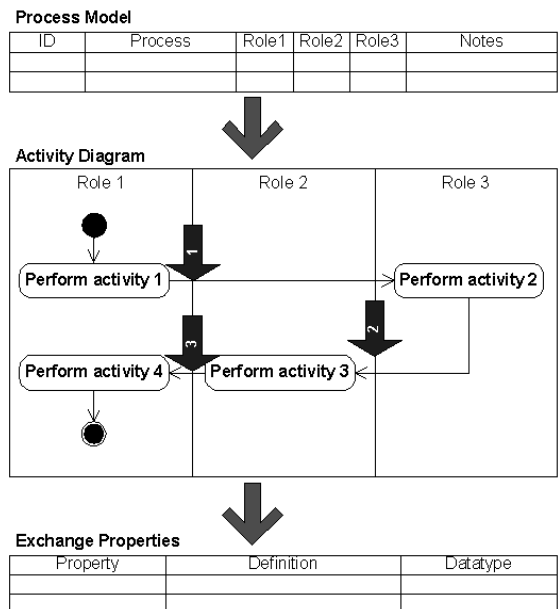 Process Model
ID Process Role1 Role2 Role3 Notes
Activity Diagram
Role 1 Role 2 Role 3
1
Perform activity 1 Perform activity 2
3 2
Perform activity 4 Perform activity 3
Exchange Properties
Property Definition Datatype